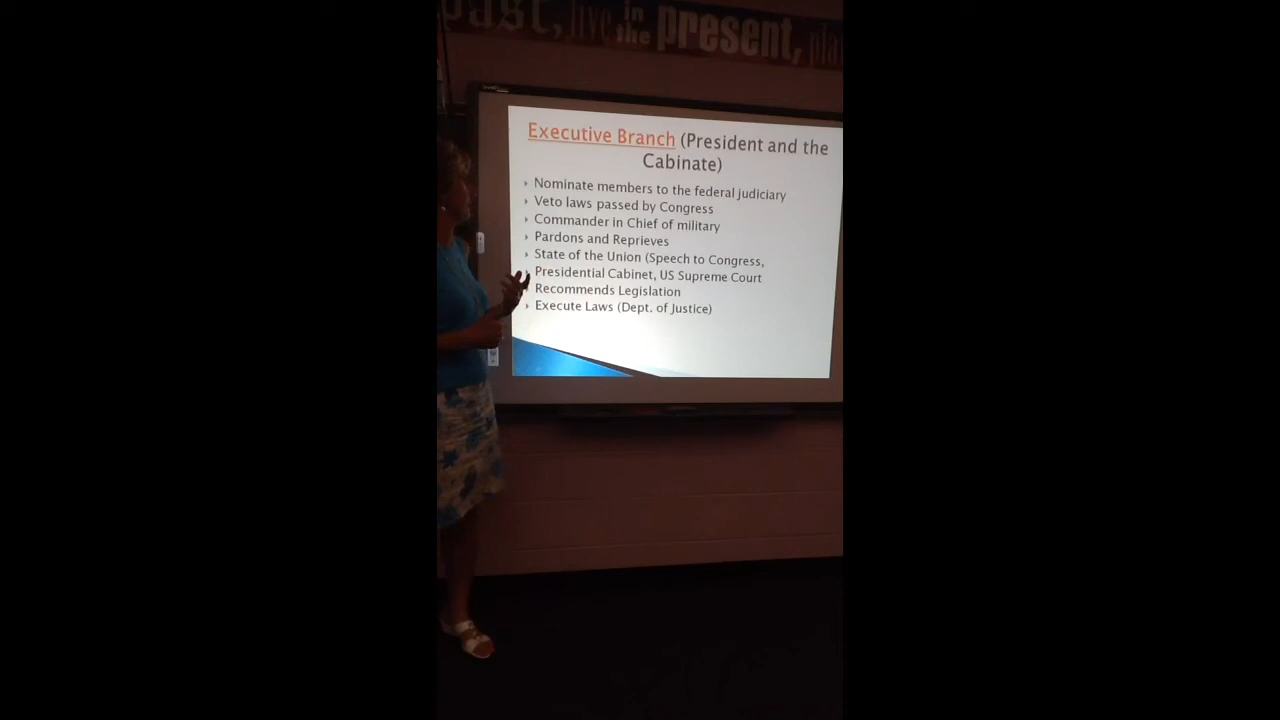 past, live in the present, pla
Executive Branch (President and the
Cabinate)
Nominate members to the federal judiciary
Veto laws passed by Congress
Commander in Chief of military
Pardons and Reprieves
State of the Union (Speech to Congress,
Presidential Cabinet, US Supreme Court
Recommends Legislation
Execute Laws (Dept. of Justice)